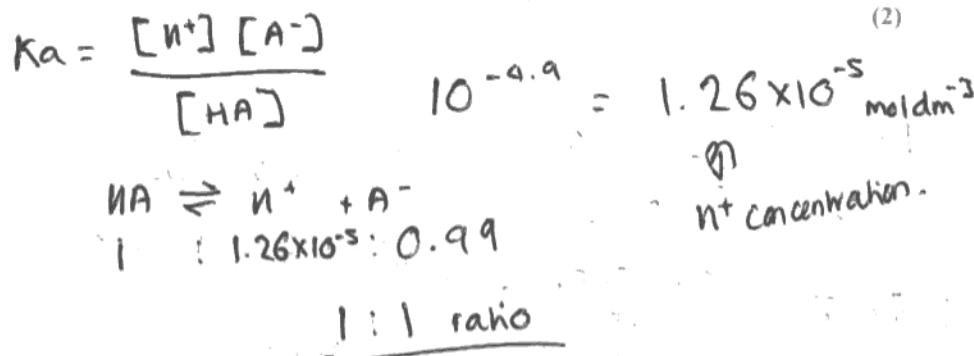 (2)
Ka = [H+] [A-] / [HA]
10^-4.9 = 1.26×10^-5 moldm^-3
⇑
H+ concentration.
HA ⇌ H+ + A-
1 : 1.26×10^-5 : 0.99
1 : 1 ratio